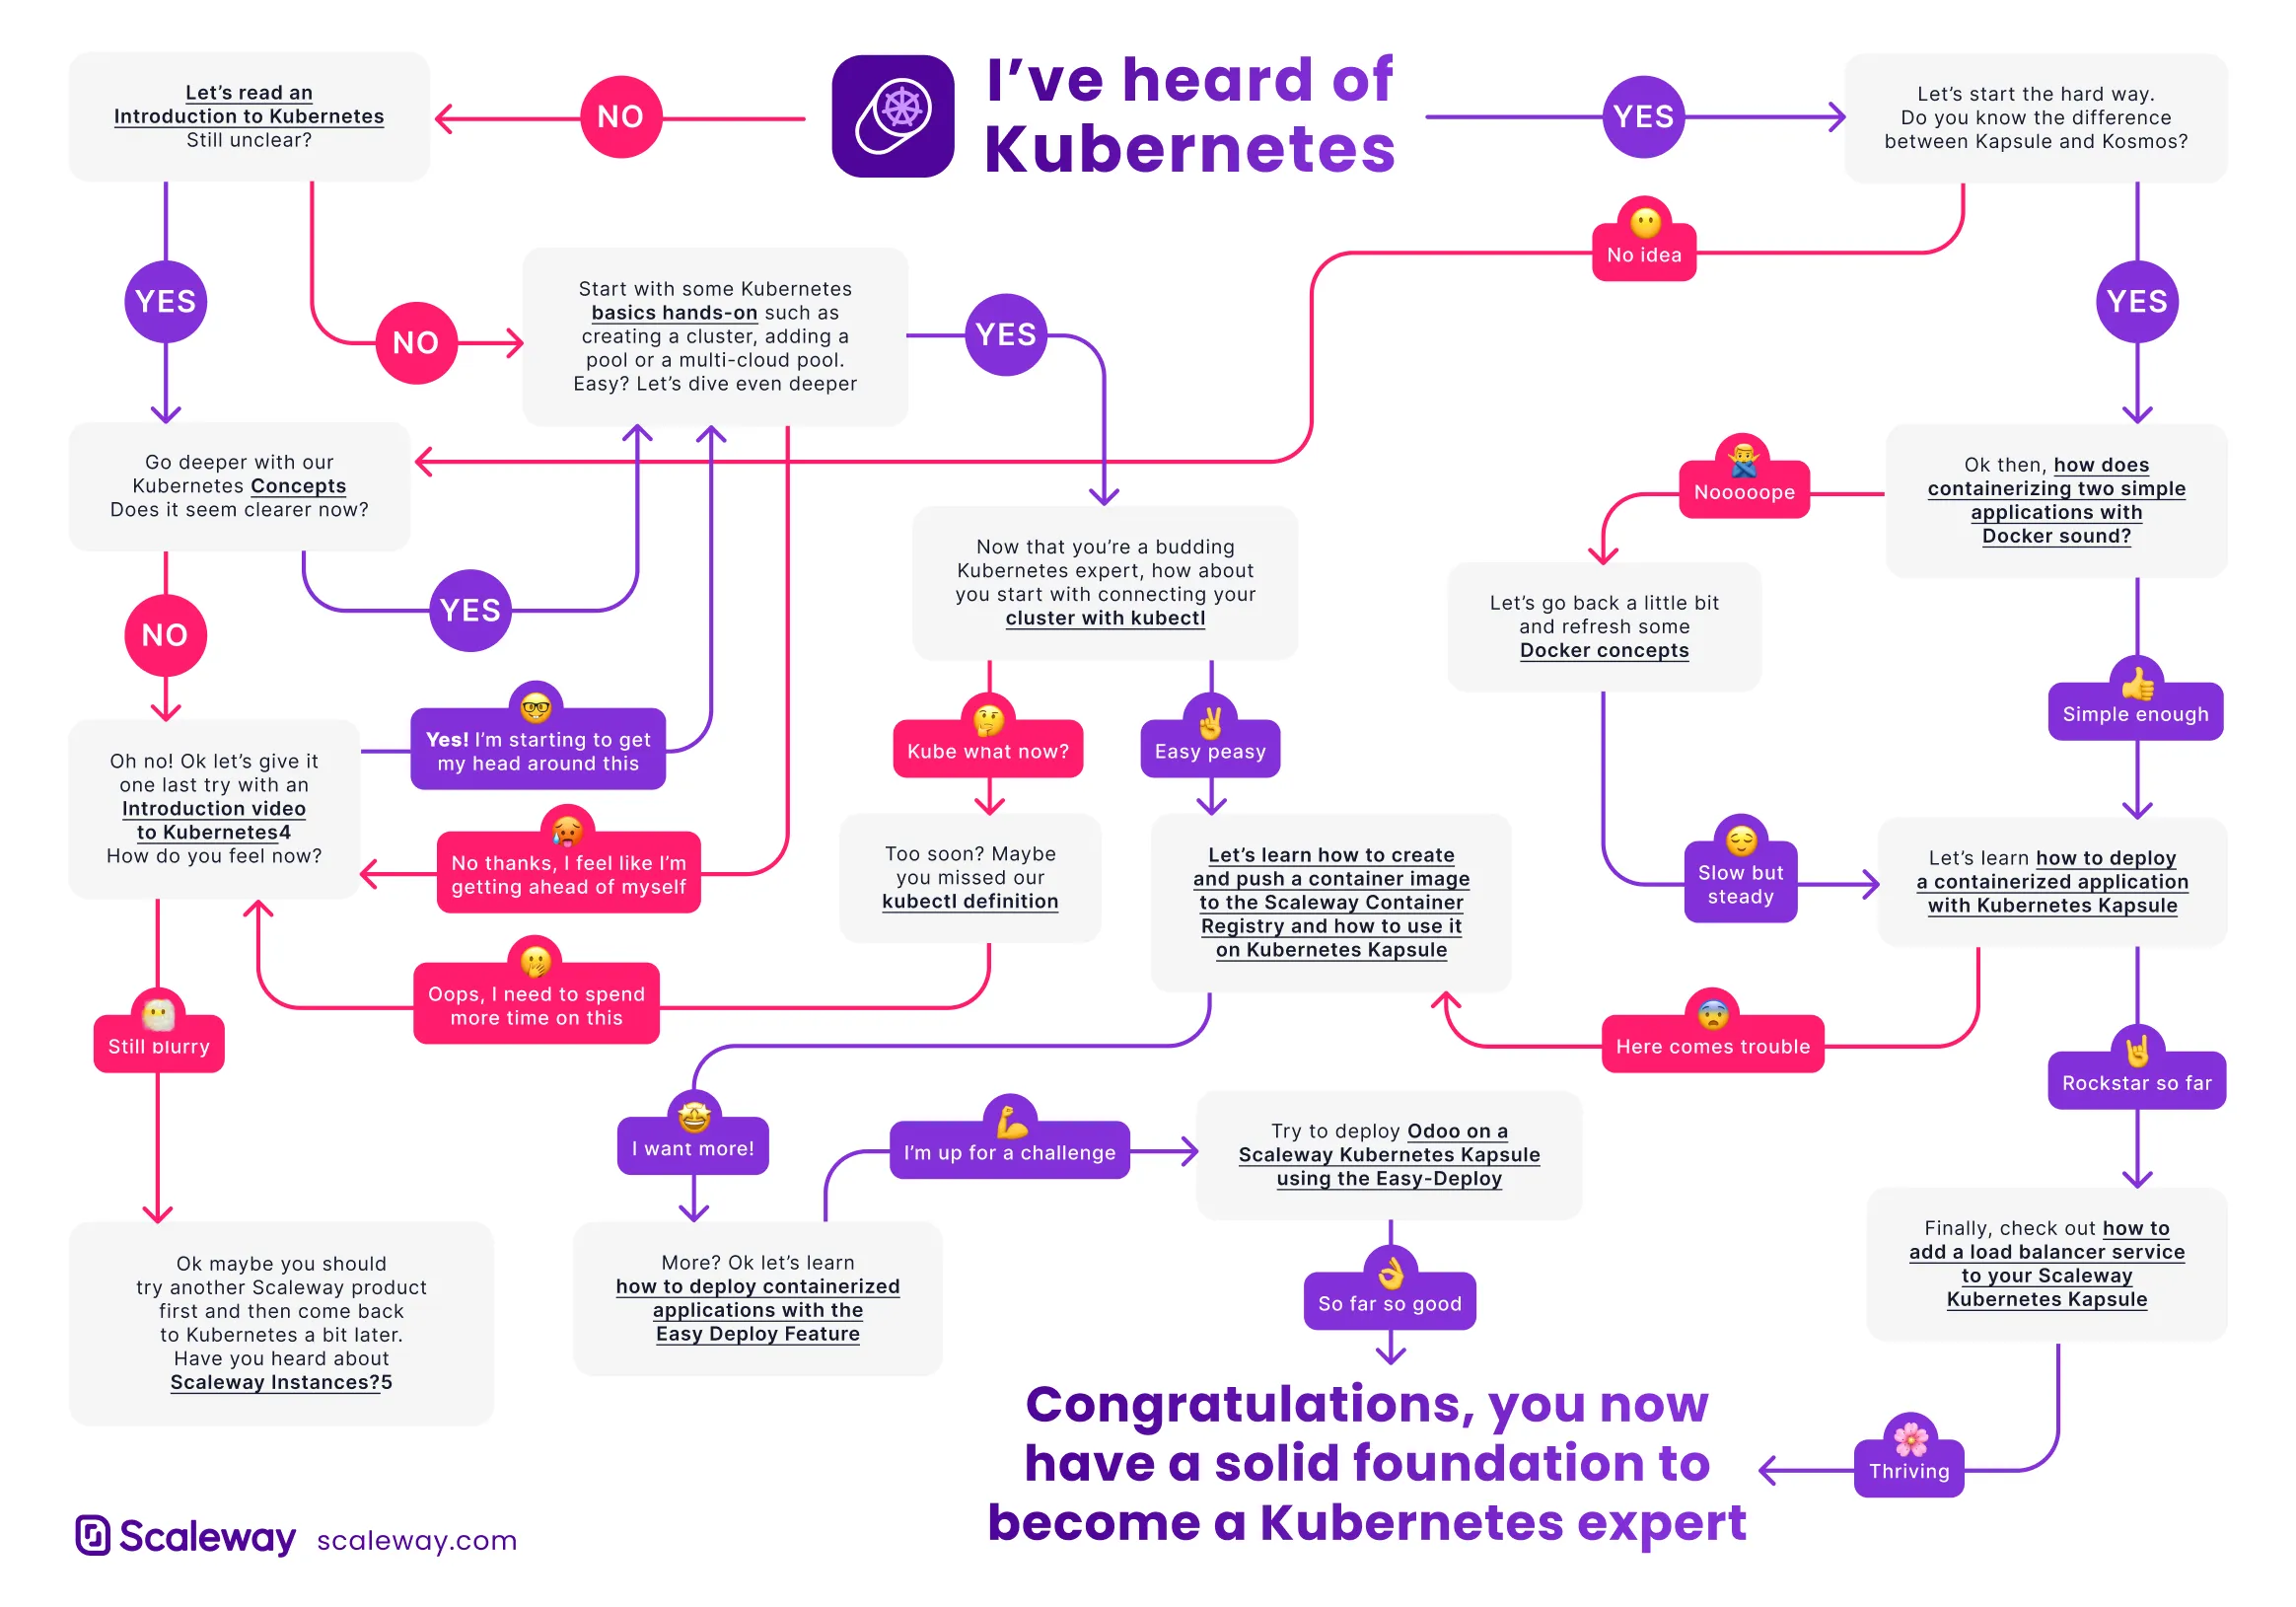 I’ve heard of
Kubernetes
NO
YES
Let’s read an
Introduction to Kubernetes
Still unclear?
Let’s start the hard way.
Do you know the difference
between Kapsule and Kosmos?
No idea
YES
NO
YES
YES
Start with some Kubernetes
basics hands-on such as
creating a cluster, adding a
pool or a multi-cloud pool.
Easy? Let’s dive even deeper
Go deeper with our
Kubernetes Concepts
Does it seem clearer now?
Nooooope
Ok then, how does
containerizing two simple
applications with
Docker sound?
NO
YES
Now that you’re a budding
Kubernetes expert, how about
you start with connecting your
cluster with kubectl
Let’s go back a little bit
and refresh some
Docker concepts
Simple enough
Oh no! Ok let’s give it
one last try with an
Introduction video
to Kubernetes4
How do you feel now?
Yes! I’m starting to get
my head around this
Kube what now?
Easy peasy
No thanks, I feel like I’m
getting ahead of myself
Too soon? Maybe
you missed our
kubectl definition
Let’s learn how to create
and push a container image
to the Scaleway Container
Registry and how to use it
on Kubernetes Kapsule
Slow but
steady
Let’s learn how to deploy
a containerized application
with Kubernetes Kapsule
Oops, I need to spend
more time on this
Still blurry
Here comes trouble
Rockstar so far
I want more!
I’m up for a challenge
Try to deploy Odoo on a
Scaleway Kubernetes Kapsule
using the Easy-Deploy
Ok maybe you should
try another Scaleway product
first and then come back
to Kubernetes a bit later.
Have you heard about
Scaleway Instances?5
More? Ok let’s learn
how to deploy containerized
applications with the
Easy Deploy Feature
So far so good
Finally, check out how to
add a load balancer service
to your Scaleway
Kubernetes Kapsule
Thriving
Congratulations, you now
have a solid foundation to
become a Kubernetes expert
Scaleway scaleway.com